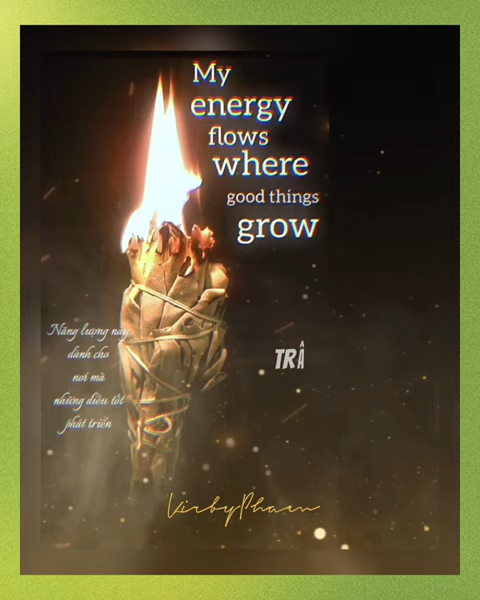 My
energy
flows
where
good things
grow
Năng lượng này
dành cho
nơi mà
những điều tốt
phát triển
TRÂ
KirbyPham